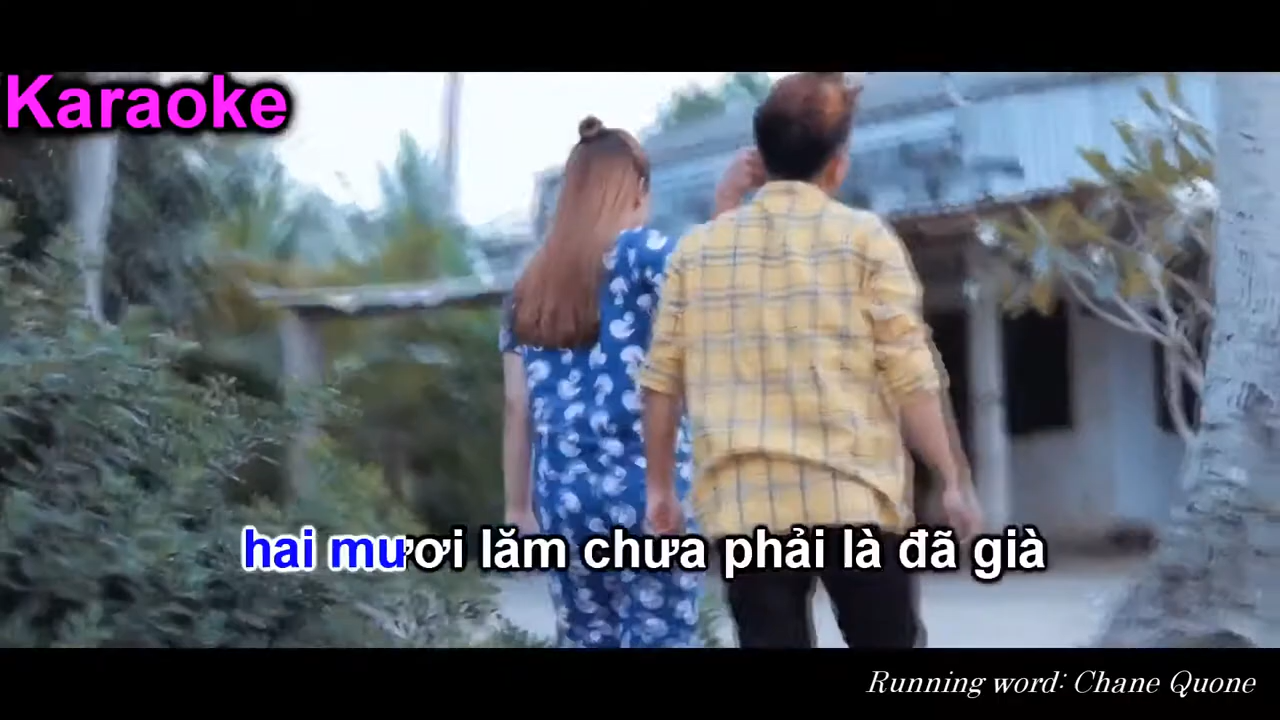 Karaoke
hai mươi lăm chưa phải là đã già
Running word: Chane Quone